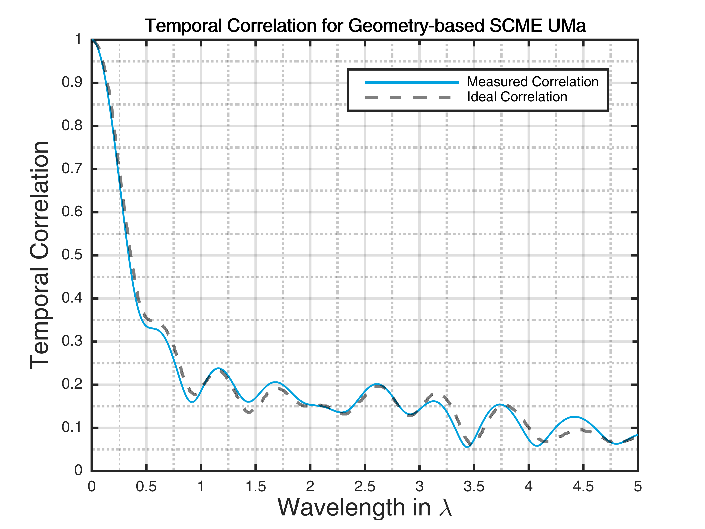 Temporal Correlation for Geometry-based SCME UMa
1
0.9
0.8
0.7
0.6
0.5
0.4
0.3
0.2
0.1
0
Temporal Correlation
Measured Correlation
Ideal Correlation
0 0.5 1 1.5 2 2.5 3 3.5 4 4.5 5
Wavelength in λ